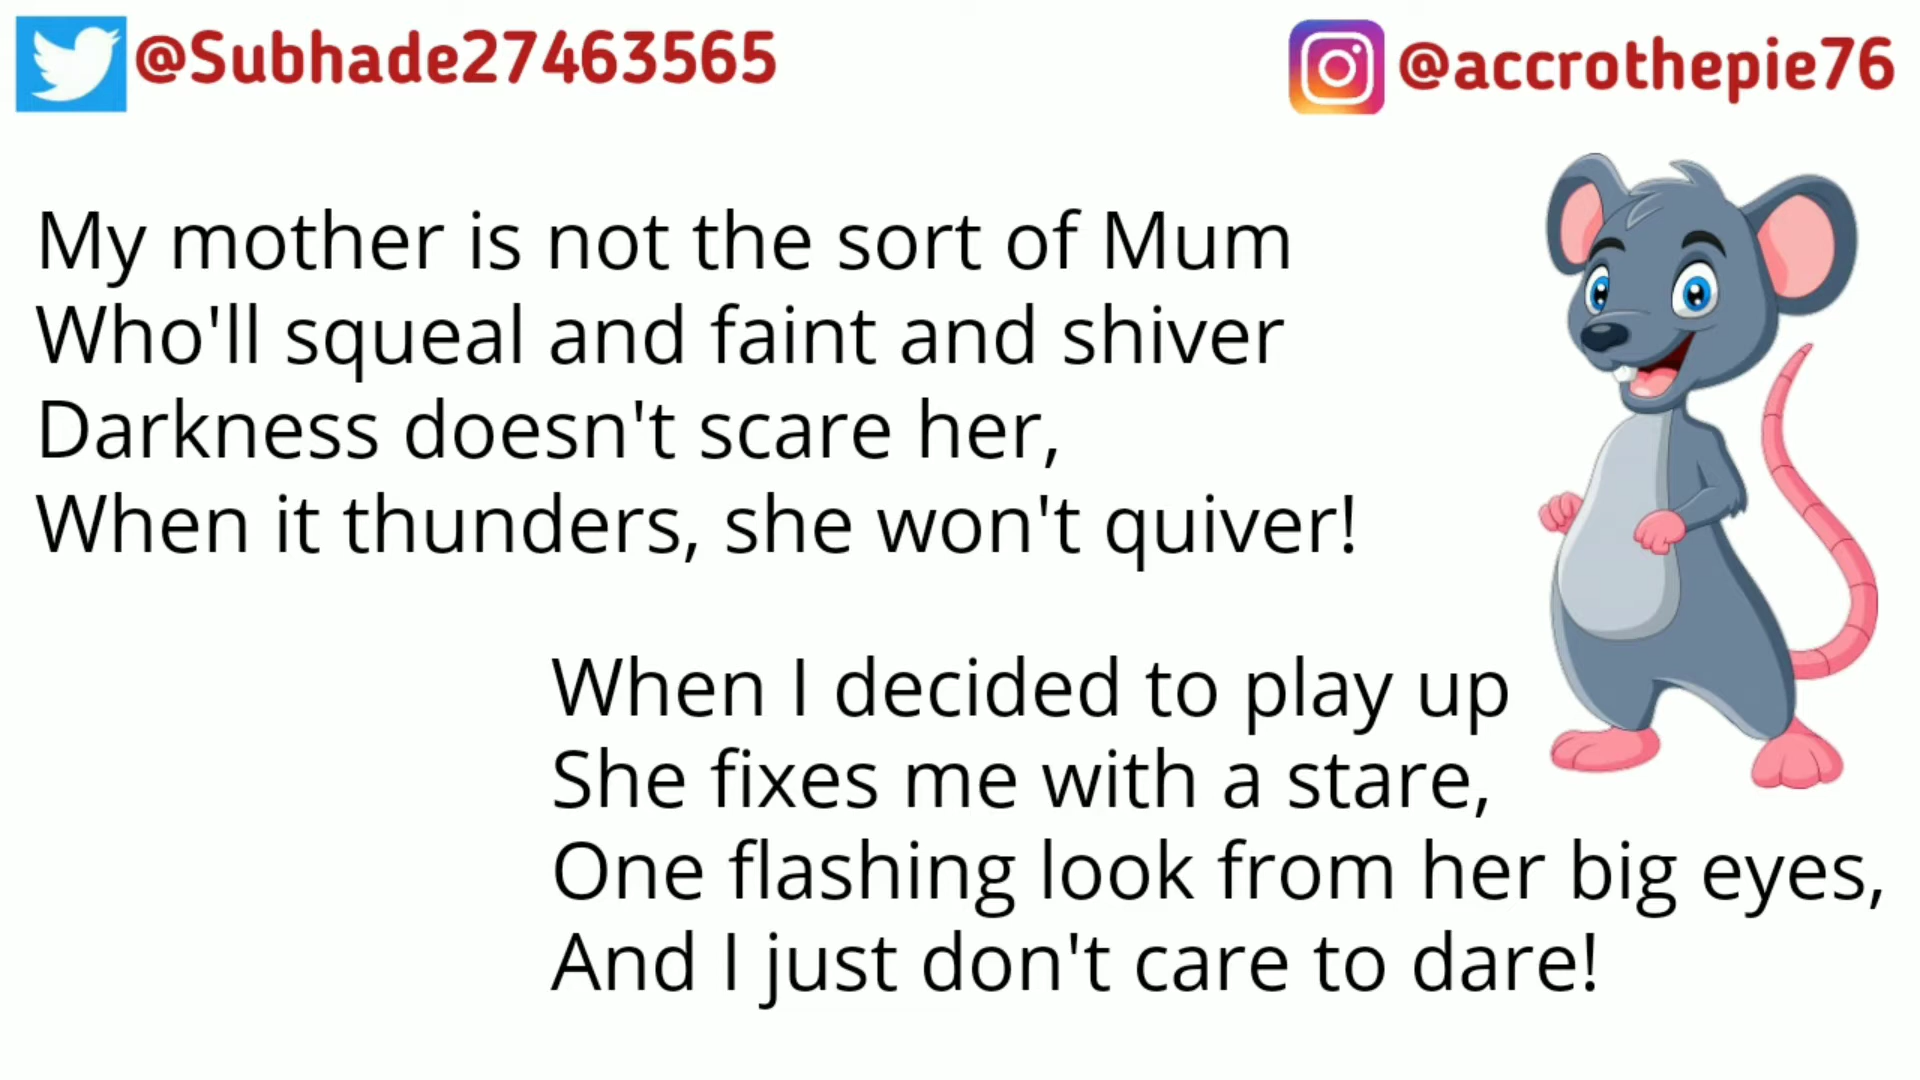 @Subhade27463565
@accrothepie76
My mother is not the sort of Mum
Who'll squeal and faint and shiver
Darkness doesn't scare her,
When it thunders, she won't quiver!
When I decided to play up
She fixes me with a stare,
One flashing look from her big eyes,
And I just don't care to dare!